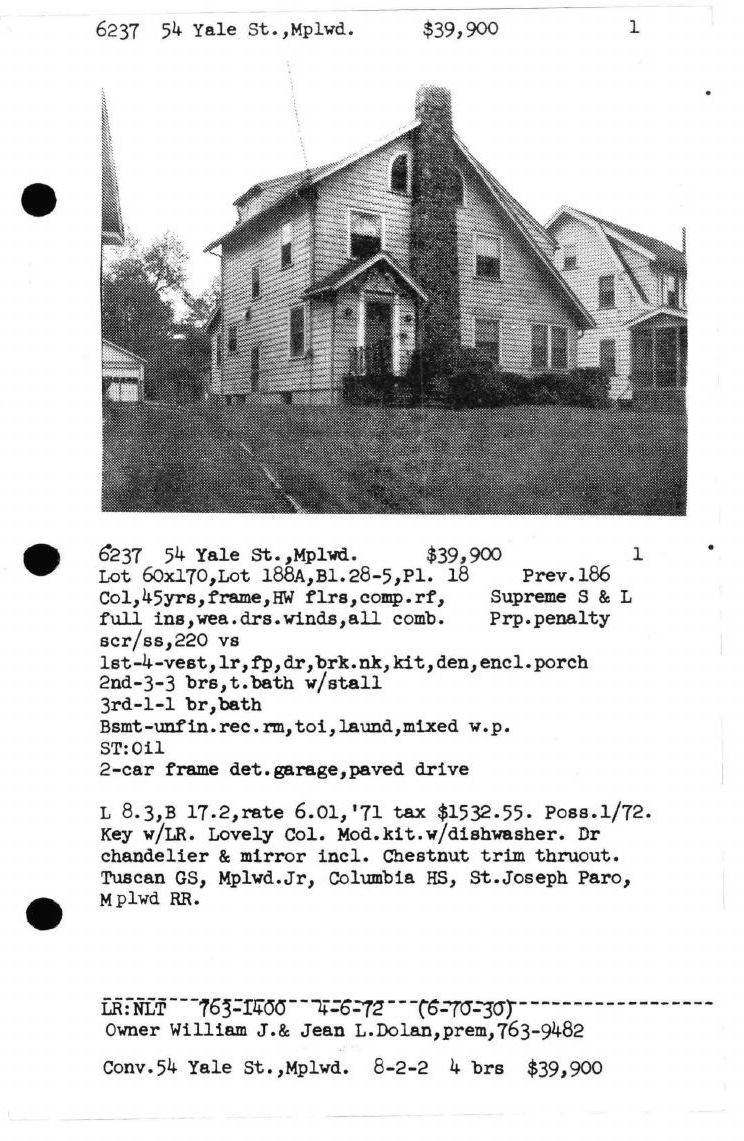 6237 54 Yale St.,Mplwd. $39,900 1
6237 54 Yale St.,Mplwd. $39,900 1
Lot 60x170,Lot 188A,Bl.28-5,Pl. 18 Prev.186
Col,45yrs,frame,HW flrs,comp.rf, Supreme S & L
full ins,wea.drs.winds,all comb. Prp.penalty
scr/ss,220 vs
1st-4-vest,lr,fp,dr,brk.nk,kit,den,encl.porch
2nd-3-3 brs,t.bath w/stall
3rd-1-1 br,bath
Bsmt-unfin.rec.rm,toi,laund,mixed w.p.
ST:Oil
2-car frame det.garage,paved drive
L 8.3,B 17.2,rate 6.01,'71 tax $1532.55. Poss.1/72.
Key w/LR. Lovely Col. Mod.kit.w/dishwasher. Dr
chandelier & mirror incl. Chestnut trim thruout.
Tuscan GS, Mplwd.Jr, Columbia HS, St.Joseph Paro,
Mplwd RR.
LR:NLT 763-1400 4-6-72 (6-70-30)
Owner William J.& Jean L.Dolan,prem,763-9482
Conv.54 Yale St.,Mplwd. 8-2-2 4 brs $39,900